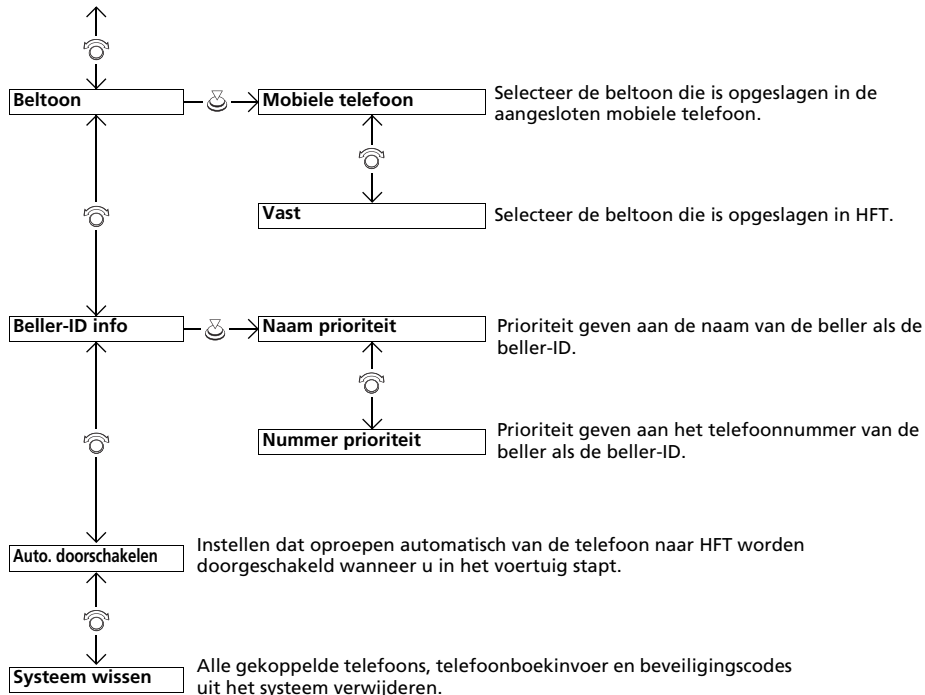 Beltoon
Mobiele telefoon
Selecteer de beltoon die is opgeslagen in de
aangesloten mobiele telefoon.
Vast
Selecteer de beltoon die is opgeslagen in HFT.
Beller-ID info
Naam prioriteit
Prioriteit geven aan de naam van de beller als de
beller-ID.
Nummer prioriteit
Prioriteit geven aan het telefoonnummer van de
beller als de beller-ID.
Auto. doorschakelen
Instellen dat oproepen automatisch van de telefoon naar HFT worden
doorgeschakeld wanneer u in het voertuig stapt.
Systeem wissen
Alle gekoppelde telefoons, telefoonboekinvoer en beveiligingscodes
uit het systeem verwijderen.